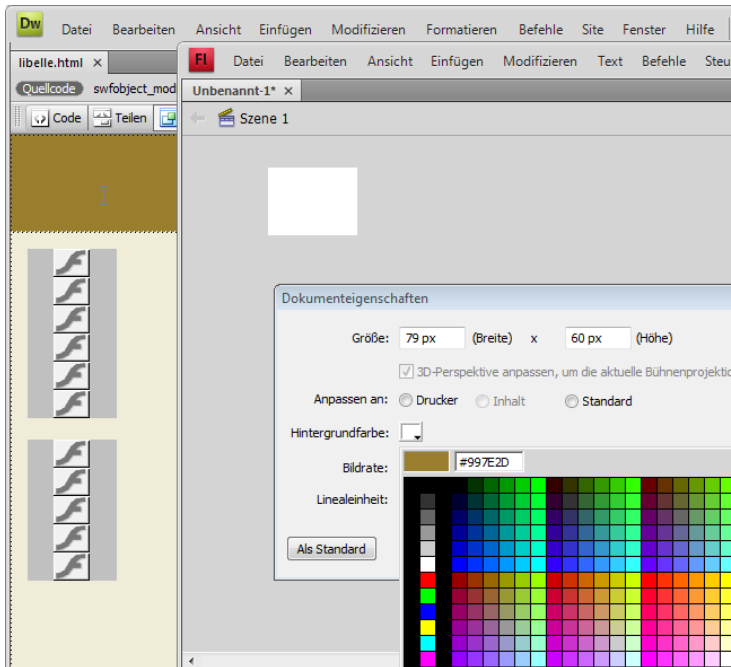 Dw Datei Bearbeiten Ansicht Einfügen Modifizieren Formatieren Befehle Site Fenster Hilfe
libelle.html ×
Quellcode swfobject_mod
Code Teilen
Fl Datei Bearbeiten Ansicht Einfügen Modifizieren Text Befehle Steu
Unbenannt-1* ×
Szene 1
Dokumenteigenschaften
Größe: 79 px (Breite) x 60 px (Höhe)
3D-Perspektive anpassen, um die aktuelle Bühnenprojektio
Anpassen an: Drucker Inhalt Standard
Hintergrundfarbe:
Bildrate: #997E2D
Linealeinheit:
Als Standard